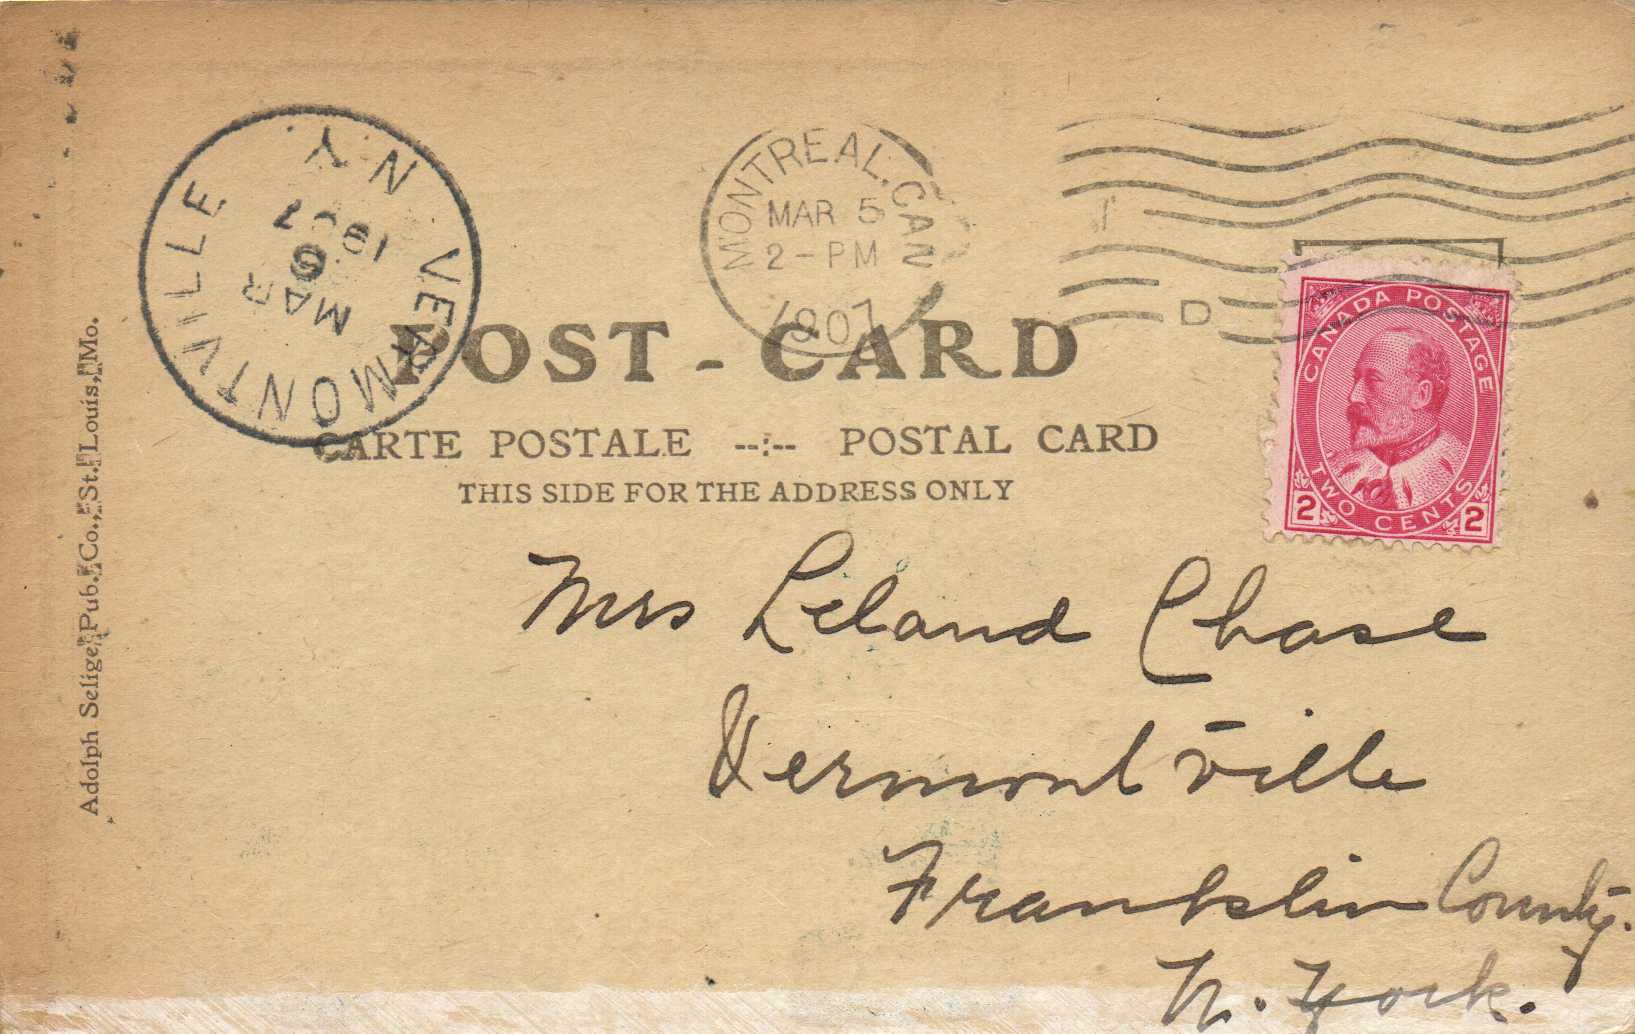 VERMONTVILLE N.Y.
MAR
6
1907
MONTREAL, CAN
MAR 5
2-PM
1907
D
CANADA POSTAGE
TWO CENTS
2 2
POST-CARD
CARTE POSTALE --:-- POSTAL CARD
THIS SIDE FOR THE ADDRESS ONLY
Adolph Selige Pub. Co., St. Louis, Mo.
Mrs Leland Chase
Vermontville
Franklin County.
N. York.